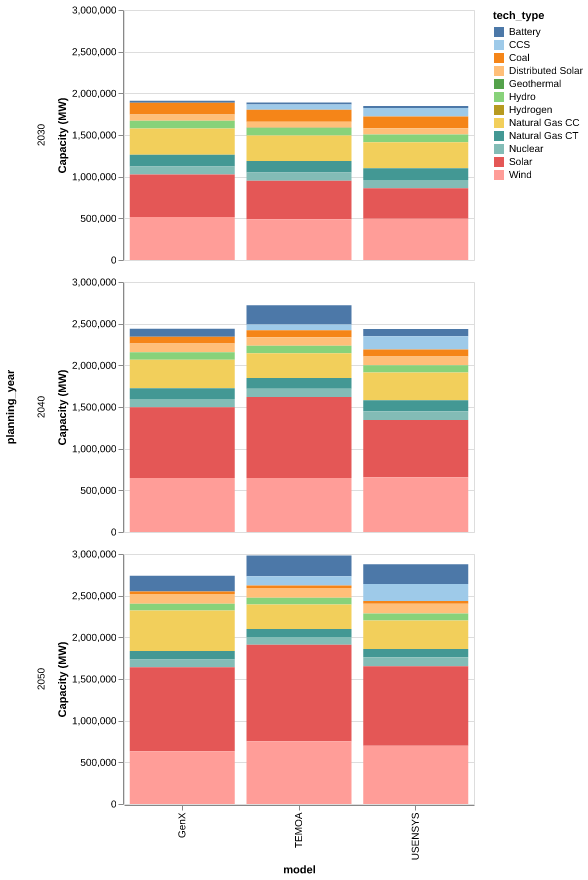 tech_type
Battery
CCS
Coal
Distributed Solar
Geothermal
Hydro
Hydrogen
Natural Gas CC
Natural Gas CT
Nuclear
Solar
Wind
planning_year
2030
Capacity (MW)
3,000,000
2,500,000
2,000,000
1,500,000
1,000,000
500,000
0
2040
Capacity (MW)
3,000,000
2,500,000
2,000,000
1,500,000
1,000,000
500,000
0
2050
Capacity (MW)
3,000,000
2,500,000
2,000,000
1,500,000
1,000,000
500,000
0
GenX
TEMOA
USENSYS
model